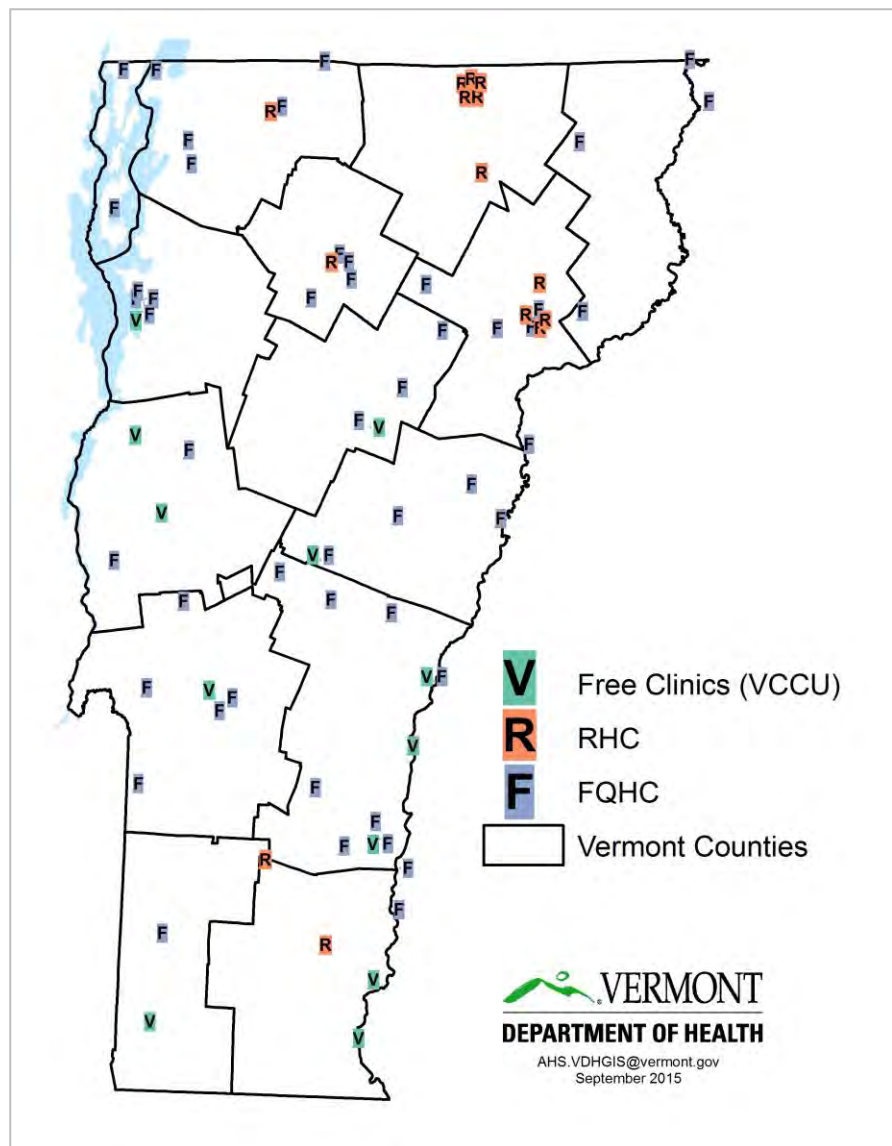 F F F F F
R F
R R R
R R
F
F
F
F
R
F
F
R F
F
F
F
R
F
F
F
F
V
R F
R
F R
F
F
F
F
V
V
F
F
F
V
F
F
V F
F
F
F
F
F
V F
F
V
F
V
F
F
F
V
F
F
F
R
F
F
F
R
V
V
V
V Free Clinics (VCCU)
R RHC
F FQHC
Vermont Counties
VERMONT
DEPARTMENT OF HEALTH
AHS.VDHGIS@vermont.gov
September 2015